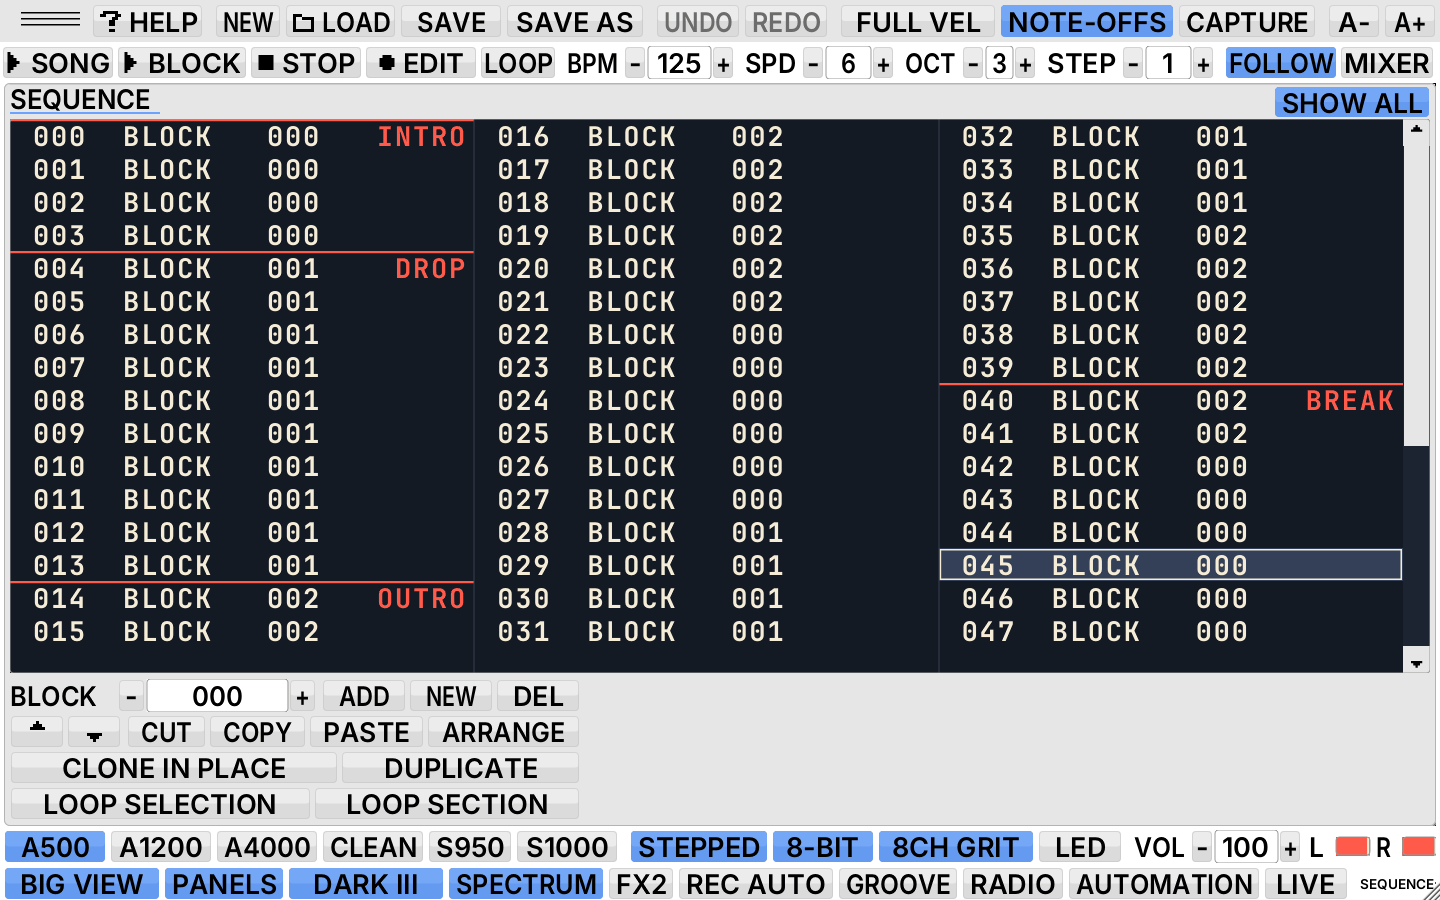 HELP NEW LOAD SAVE SAVE AS UNDO REDO FULL VEL NOTE-OFFS CAPTURE A- A+
SONG BLOCK STOP EDIT LOOP BPM - 125 + SPD - 6 + OCT - 3 + STEP - 1 + FOLLOW MIXER
SEQUENCE SHOW ALL
000 BLOCK 000 INTRO 016 BLOCK 002 032 BLOCK 001
001 BLOCK 000 017 BLOCK 002 033 BLOCK 001
002 BLOCK 000 018 BLOCK 002 034 BLOCK 001
003 BLOCK 000 019 BLOCK 002 035 BLOCK 002
004 BLOCK 001 DROP 020 BLOCK 002 036 BLOCK 002
005 BLOCK 001 021 BLOCK 002 037 BLOCK 002
006 BLOCK 001 022 BLOCK 000 038 BLOCK 002
007 BLOCK 001 023 BLOCK 000 039 BLOCK 002
008 BLOCK 001 024 BLOCK 000 040 BLOCK 002 BREAK
009 BLOCK 001 025 BLOCK 000 041 BLOCK 002
010 BLOCK 001 026 BLOCK 000 042 BLOCK 000
011 BLOCK 001 027 BLOCK 000 043 BLOCK 000
012 BLOCK 001 028 BLOCK 001 044 BLOCK 000
013 BLOCK 001 029 BLOCK 001 045 BLOCK 000
014 BLOCK 002 OUTRO 030 BLOCK 001 046 BLOCK 000
015 BLOCK 002 031 BLOCK 001 047 BLOCK 000
BLOCK - 000 + ADD NEW DEL
CUT COPY PASTE ARRANGE
CLONE IN PLACE DUPLICATE
LOOP SELECTION LOOP SECTION
A500 A1200 A4000 CLEAN S950 S1000 STEPPED 8-BIT 8CH GRIT LED VOL - 100 + L R
BIG VIEW PANELS DARK III SPECTRUM FX2 REC AUTO GROOVE RADIO AUTOMATION LIVE SEQUENCE